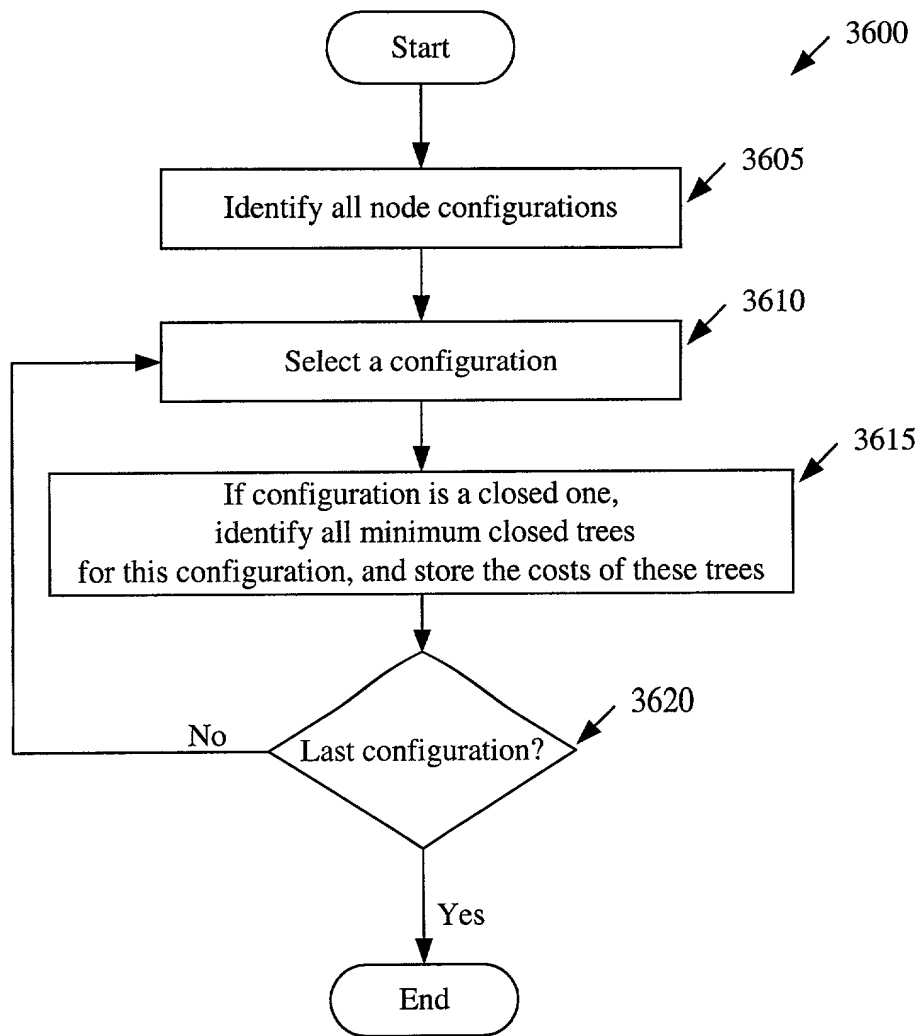 Start
3600
3605
Identify all node configurations
3610
Select a configuration
3615
If configuration is a closed one,
identify all minimum closed trees
for this configuration, and store the costs of these trees
3620
No
Last configuration?
Yes
End